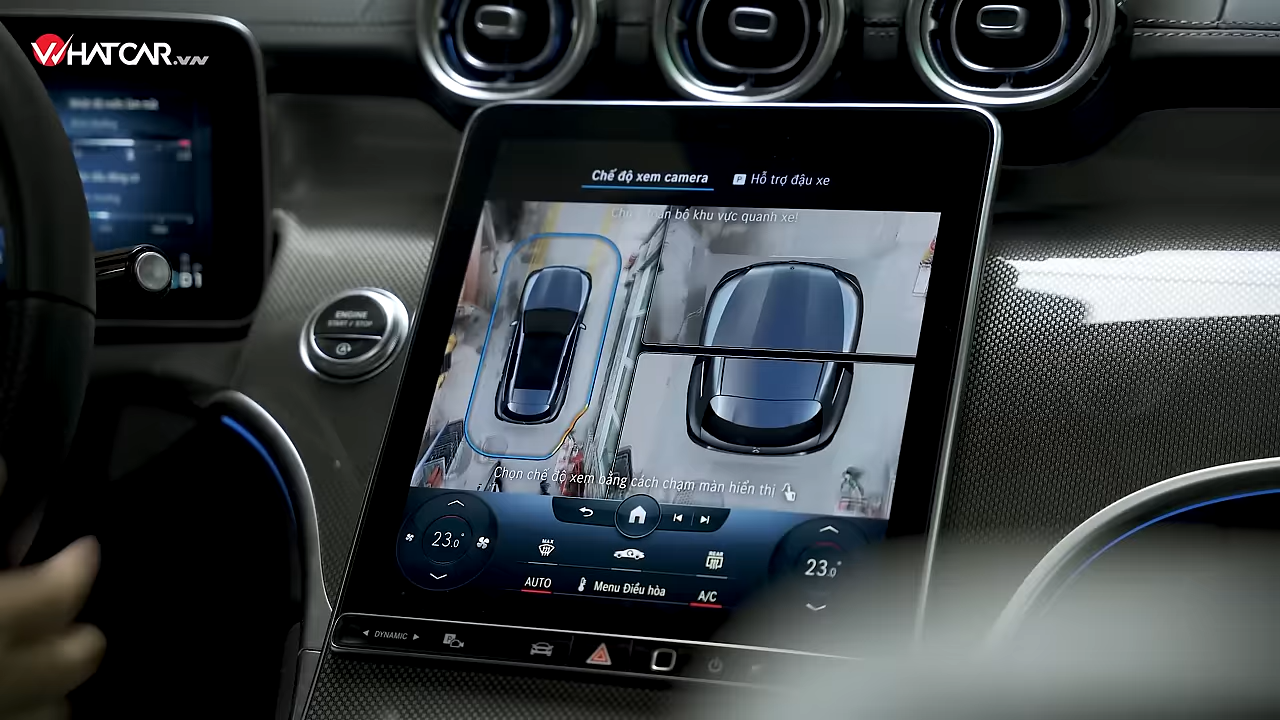 WHATCAR.VN
Chế độ xem camera
P Hỗ trợ đậu xe
toàn bộ khu vực quanh xe!
ENGINE
START / STOP
Chọn chế độ xem bằng cách chạm màn hiển thị
23.0°
MAX
REAR
23.0°
AUTO
Menu Điều hòa
A/C
DYNAMIC